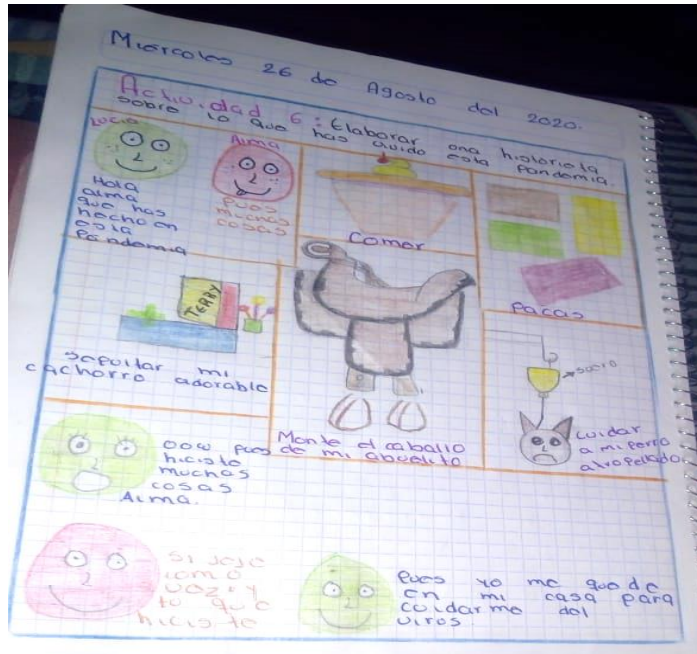 Miercoles 26 de Agosto del 2020.
Actividad 6: Elaborar una historieta
sobre lo que has vivido esta pandemia.
Lucia
Hola
alma
que has
hecho en
esta
Pandemia
Alma
pues
muchas
cosas
Comer
Pacas
TERRY
Sepultar mi
cachorro adorable
Monte el caballo
de mi abuelito
suero
cuidar
a mi perro
atropellado
oow pues
hiciste
muchas
cosas
Alma.
Si jeje
como
vez y
tu que
hiciste
Pues yo me quede
en mi casa para
cuidarme del
viros